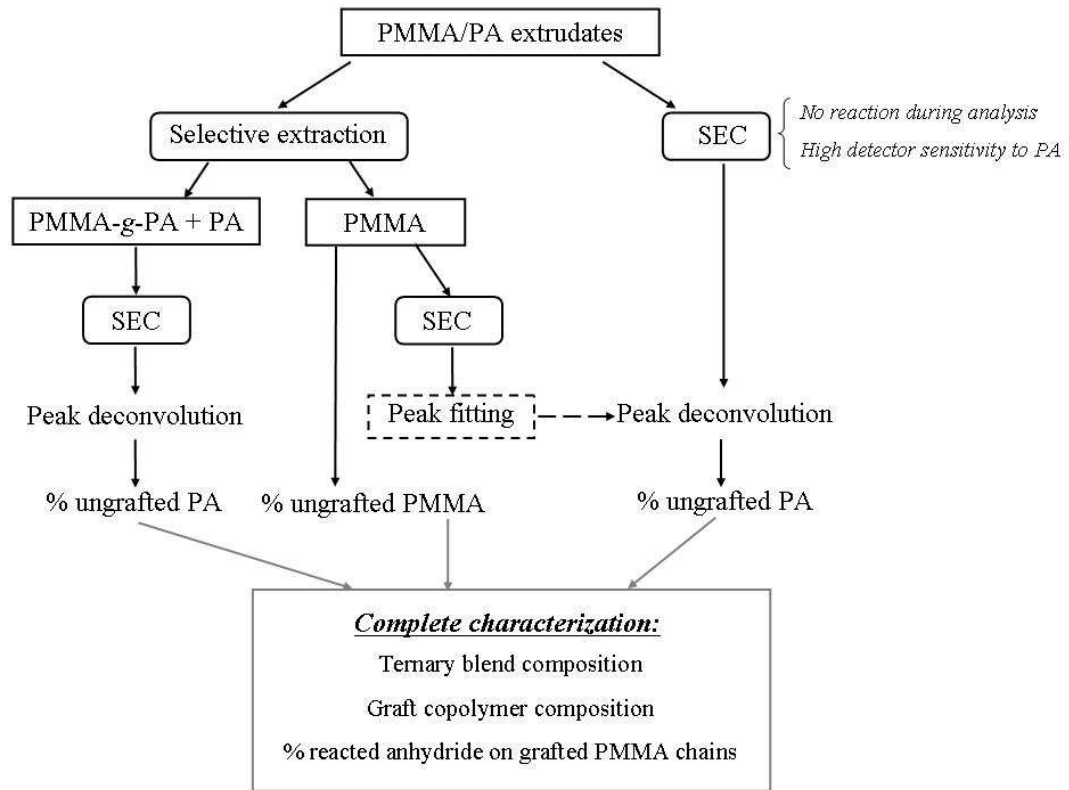 PMMA/PA extrudates
Selective extraction
SEC
No reaction during analysis
High detector sensitivity to PA
PMMA-g-PA + PA
PMMA
SEC
SEC
Peak deconvolution
Peak fitting
Peak deconvolution
% ungrafted PA
% ungrafted PMMA
% ungrafted PA
Complete characterization:
Ternary blend composition
Graft copolymer composition
% reacted anhydride on grafted PMMA chains